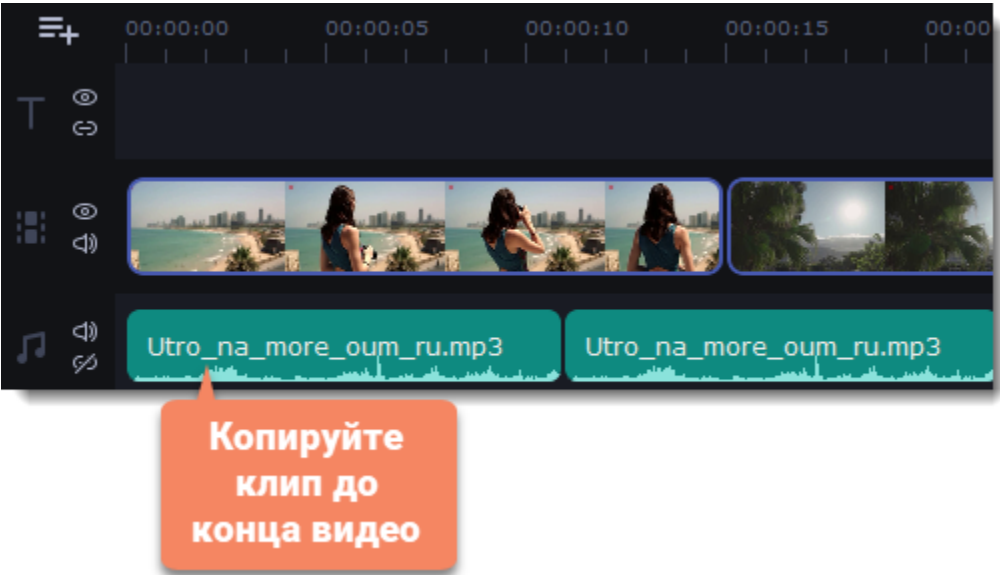 00:00:00 00:00:05 00:00:10 00:00:15 00:00
T
Utro_na_more_oum_ru.mp3 Utro_na_more_oum_ru.mp3
Копируйте
клип до
конца видео